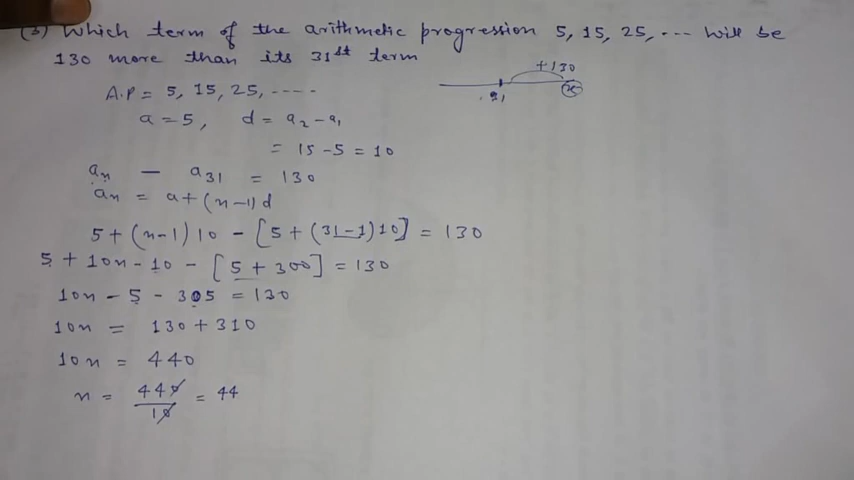 (3) Which term of the arithmetic progression 5, 15, 25, ... will be
130 more than its 31st term
+130
31 n
A.P = 5, 15, 25, .....
a = 5, d = a₂ - a₁
= 15 - 5 = 10
aₙ - a₃₁ = 130
aₙ = a + (n-1)d
5 + (n-1) 10 - [5 + (31-1)10] = 130
5 + 10n - 10 - [5 + 300] = 130
10n - 5 - 305 = 130
10n = 130 + 310
10n = 440
n = 440/10 = 44